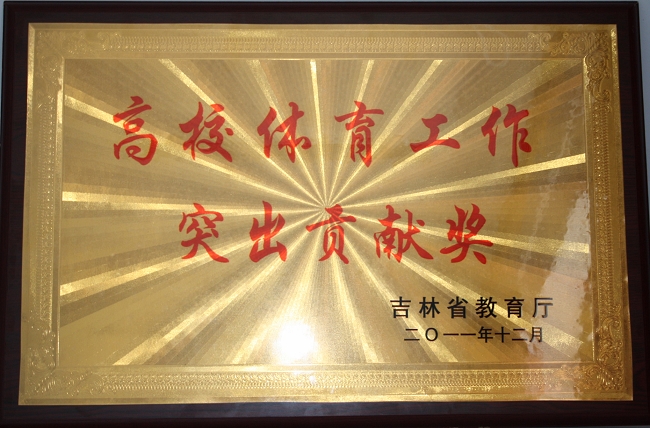 高校体育工作
突出贡献奖
吉林省教育厅
二〇一一年十二月